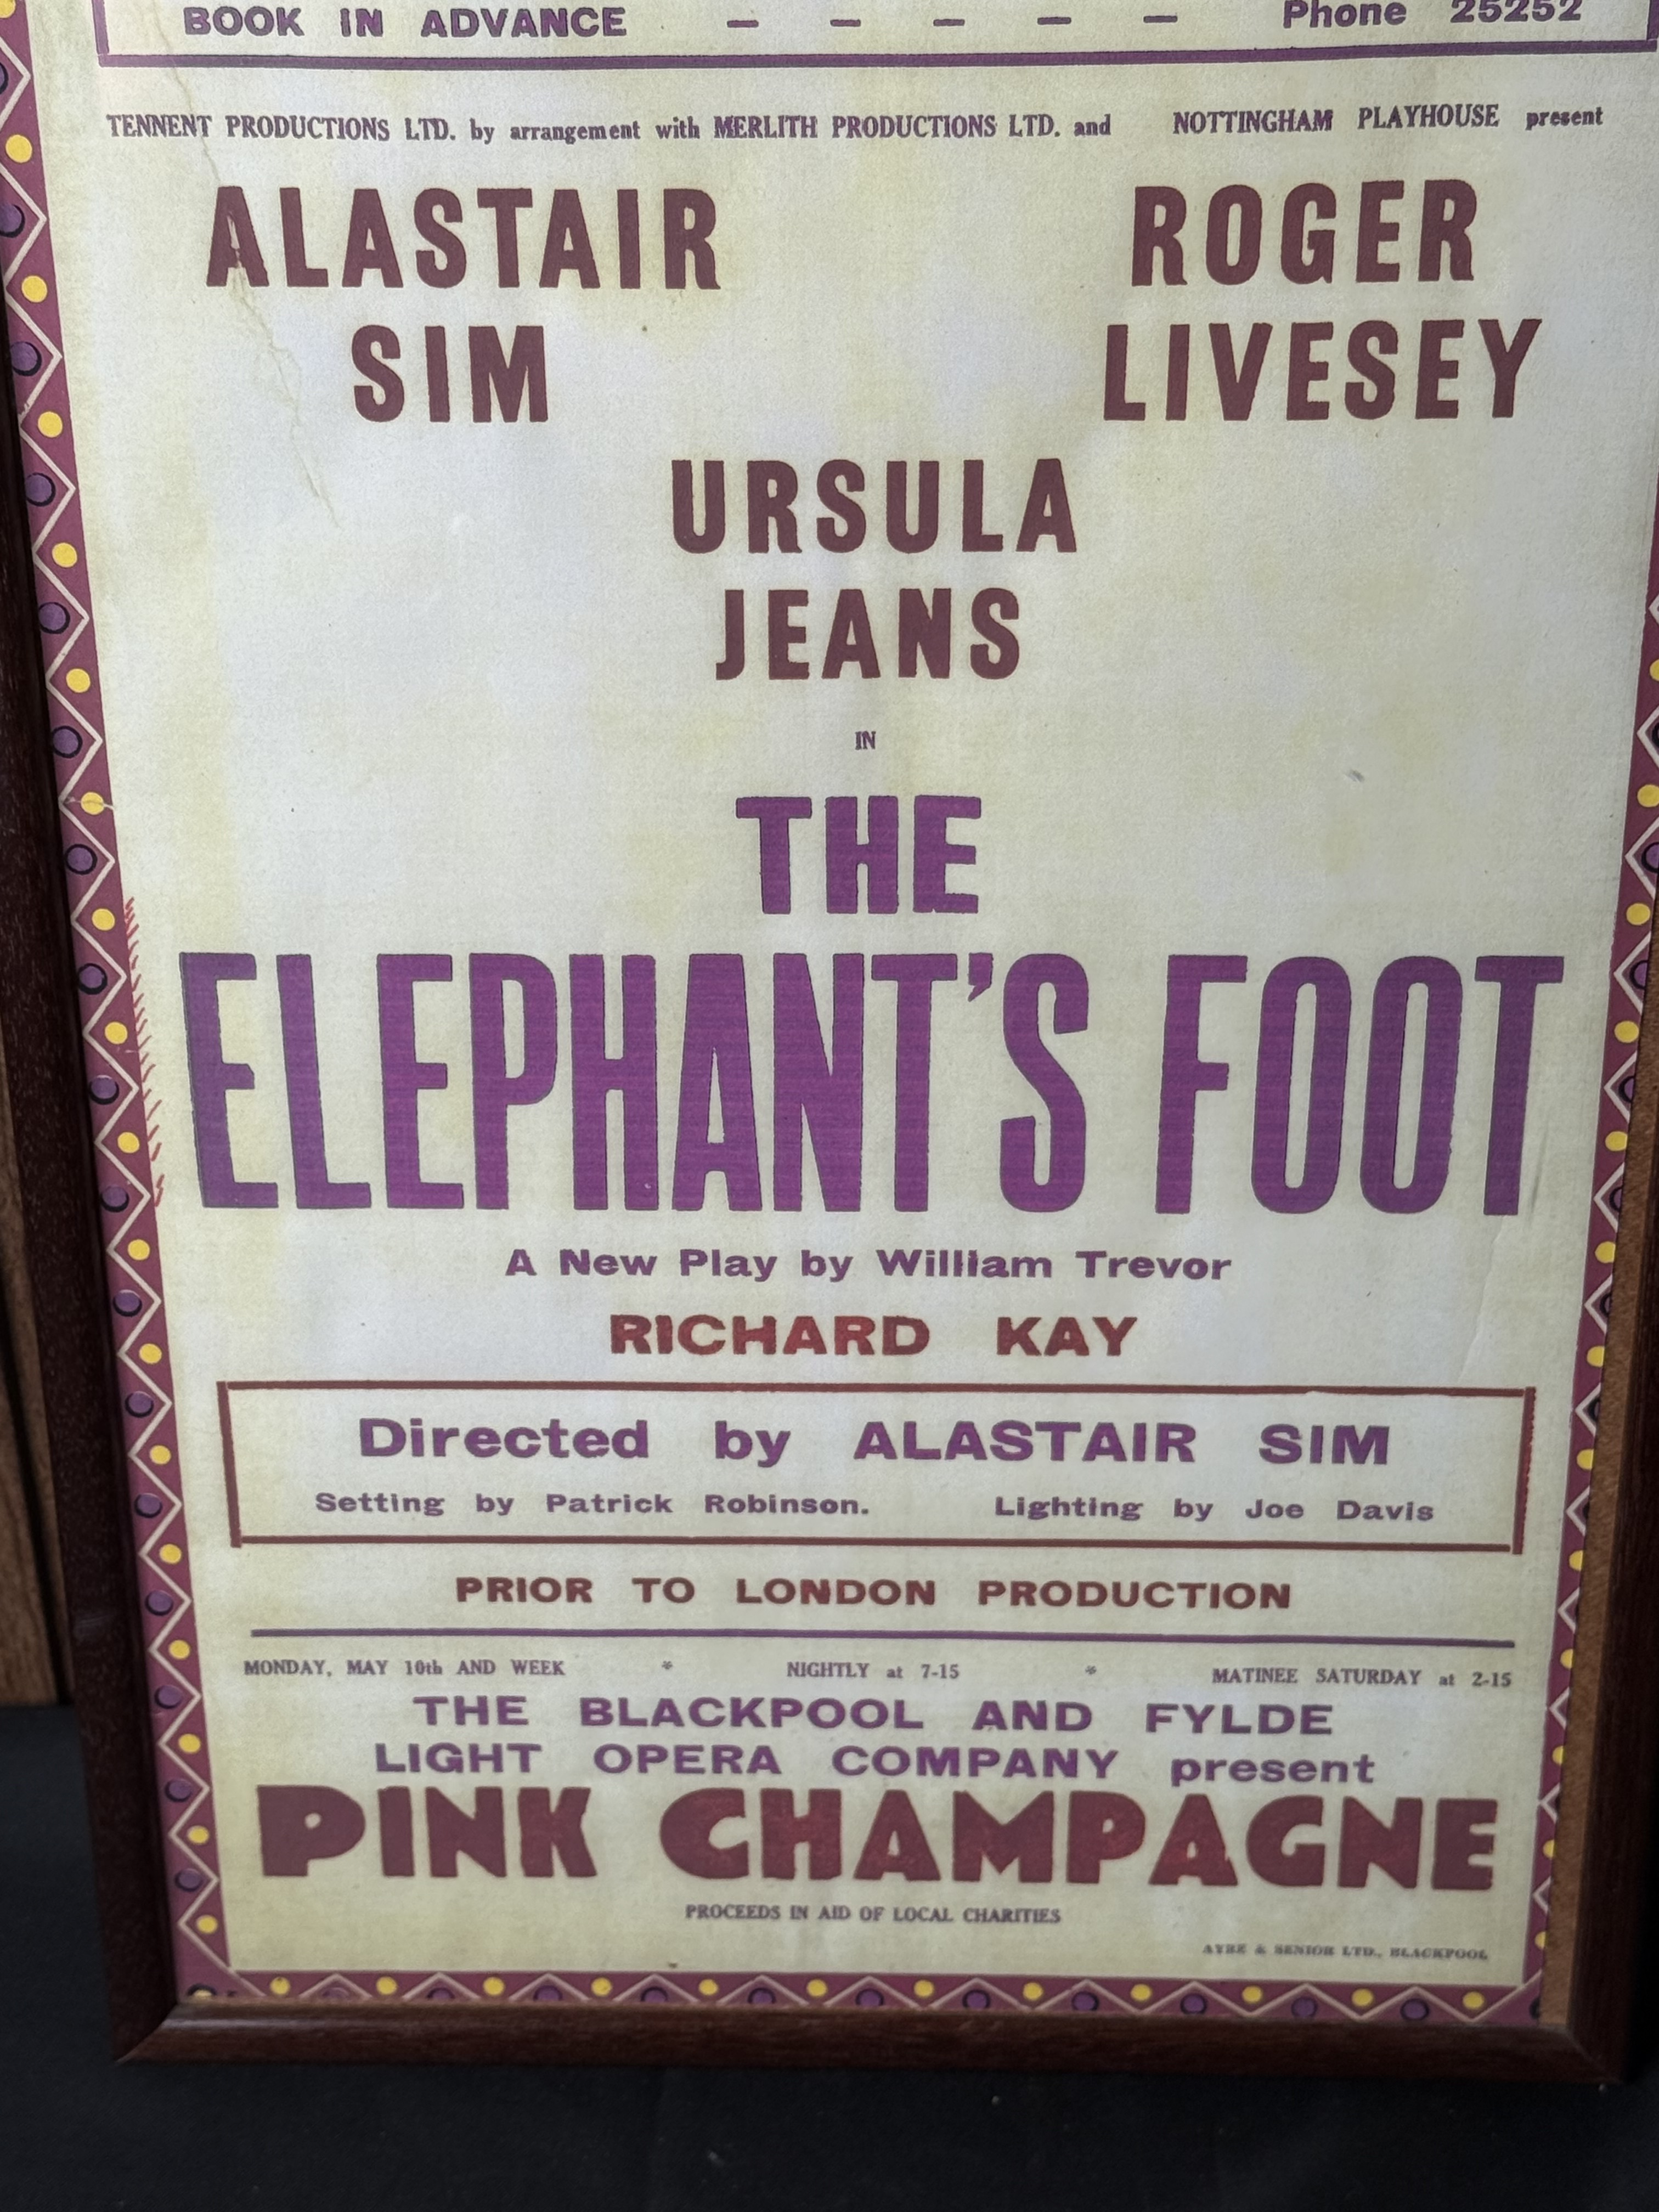 BOOK IN ADVANCE — — — — — Phone 25252
TENNENT PRODUCTIONS LTD. by arrangement with MERLITH PRODUCTIONS LTD. and NOTTINGHAM PLAYHOUSE present
ALASTAIR ROGER
SIM LIVESEY
URSULA
JEANS
IN
THE
ELEPHANT'S FOOT
A New Play by William Trevor
RICHARD KAY
Directed by ALASTAIR SIM
Setting by Patrick Robinson. Lighting by Joe Davis
PRIOR TO LONDON PRODUCTION
MONDAY, MAY 10th AND WEEK * NIGHTLY at 7-15 * MATINEE SATURDAY at 2-15
THE BLACKPOOL AND FYLDE
LIGHT OPERA COMPANY present
PINK CHAMPAGNE
PROCEEDS IN AID OF LOCAL CHARITIES
AYRE & SENIOR LTD., BLACKPOOL